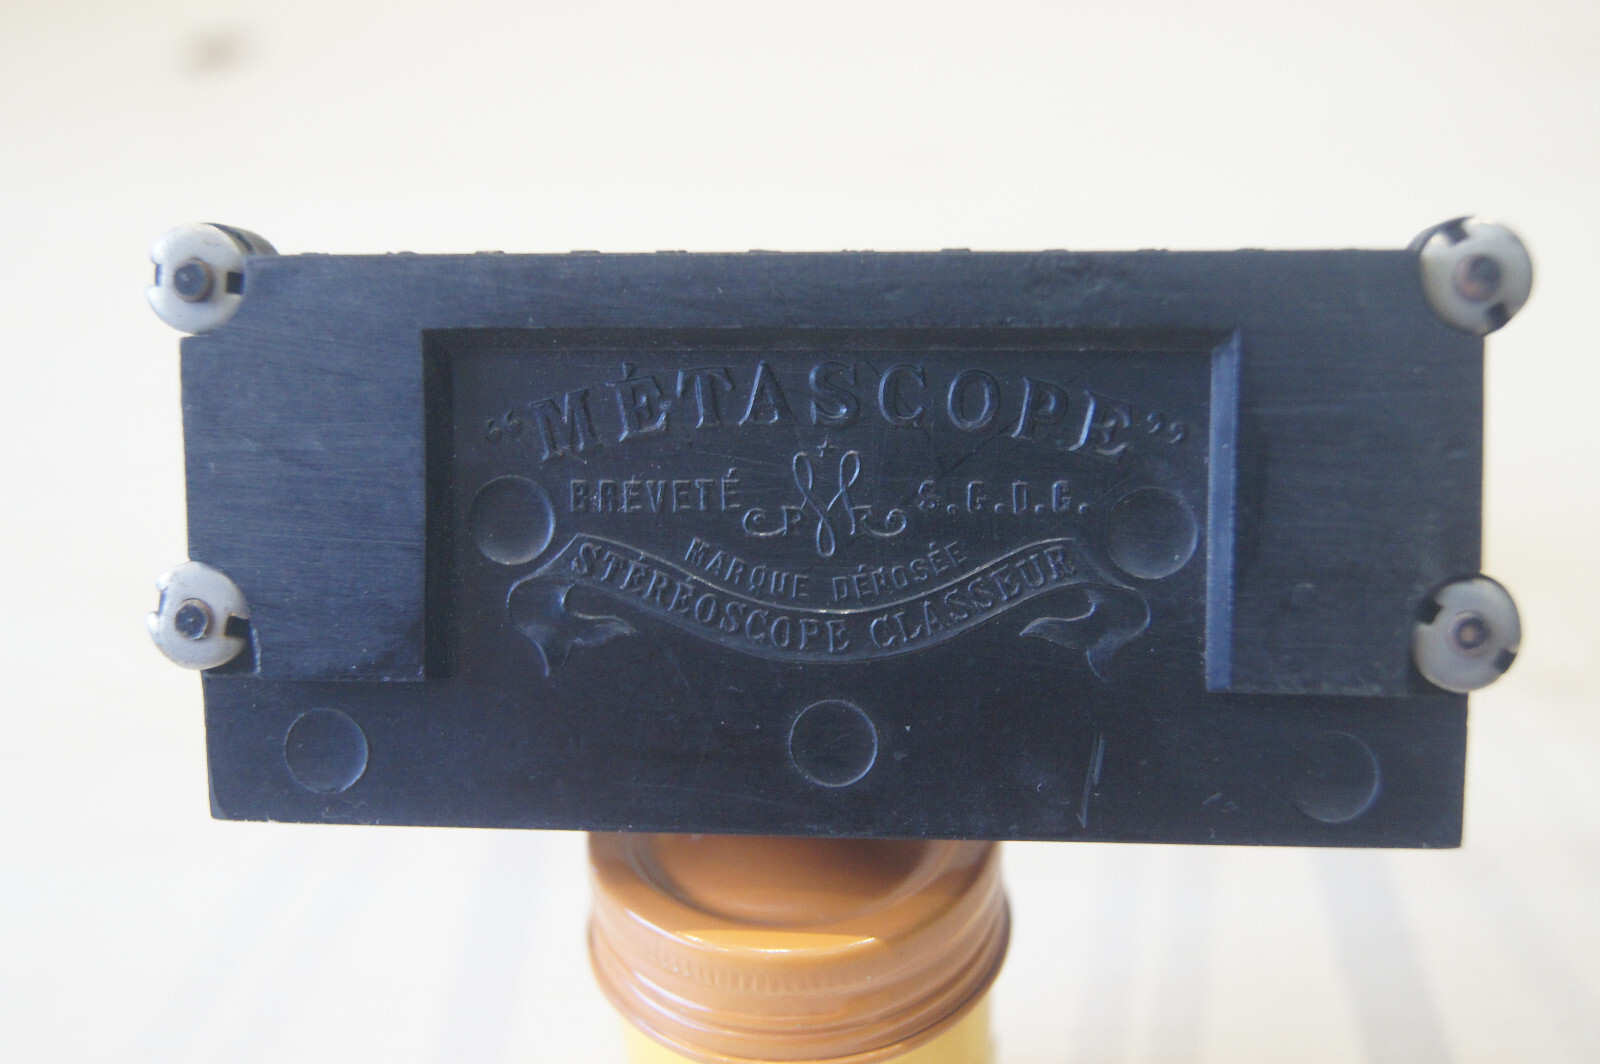 “MÉTASCOPE”
BREVETÉ S.G.D.G.
P F
MARQUE DÉPOSÉE
STÉRÉOSCOPE CLASSEUR